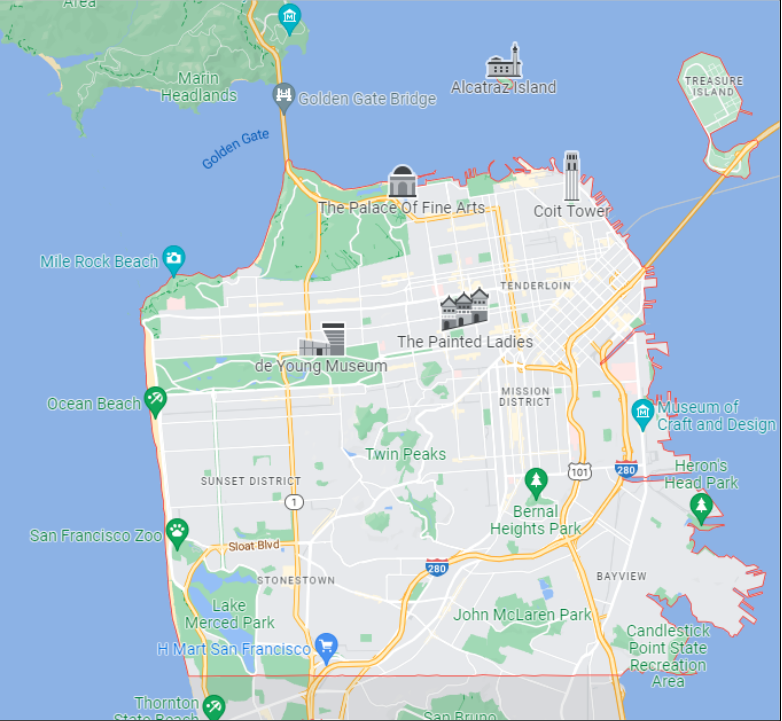 Area
Marin
Headlands
Golden Gate Bridge
Alcatraz Island
TREASURE
ISLAND
Golden Gate
The Palace Of Fine Arts
Coit Tower
Mile Rock Beach
TENDERLOIN
The Painted Ladies
de Young Museum
MISSION
DISTRICT
Ocean Beach
Museum of
Craft and Design
Twin Peaks
SUNSET DISTRICT
101
280
Heron's
Head Park
1
Bernal
Heights Park
San Francisco Zoo
Sloat Blvd
280
STONESTOWN
BAYVIEW
Lake
Merced Park
John McLaren Park
H Mart San Francisco
Candlestick
Point State
Recreation
Area
Thornton
State Beach
San Bruno